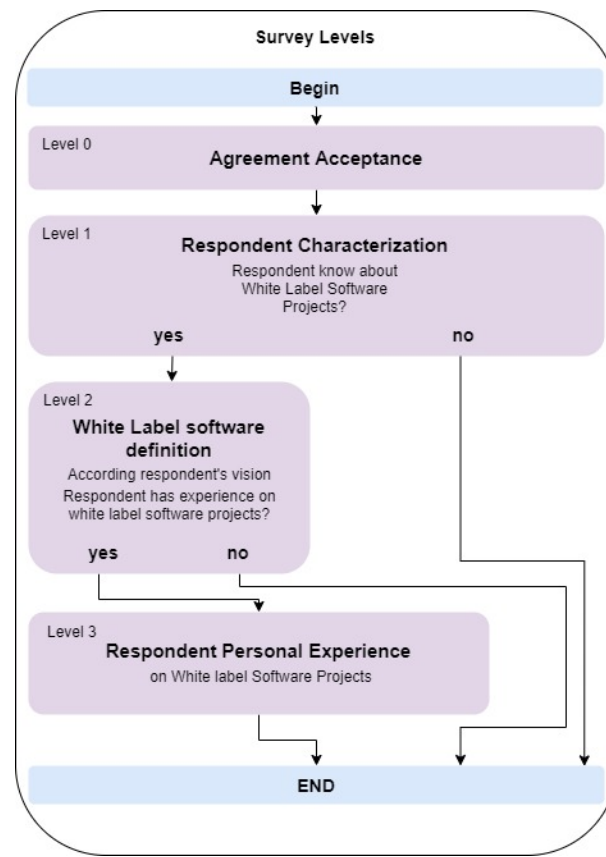 Survey Levels
Begin
Level 0
Agreement Acceptance
Level 1
Respondent Characterization
Respondent know about
White Label Software
Projects?
yes
no
Level 2
White Label software
definition
According respondent's vision
Respondent has experience on
white label software projects?
yes
no
Level 3
Respondent Personal Experience
on White label Software Projects
END